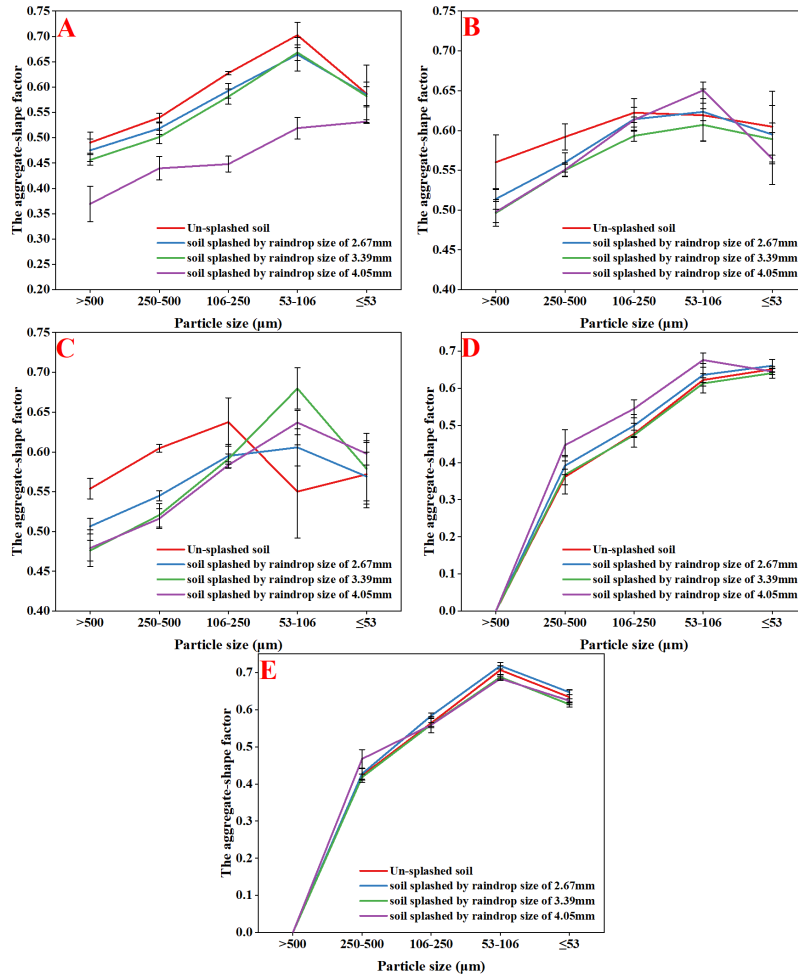 A
The aggregate-shape factor
0.75
0.70
0.65
0.60
0.55
0.50
0.45
0.40
0.35
0.30
0.25
0.20
Un-splashed soil
soil splashed by raindrop size of 2.67mm
soil splashed by raindrop size of 3.39mm
soil splashed by raindrop size of 4.05mm
>500 250-500 106-250 53-106 ≤53
Particle size (μm)
B
The aggregate-shape factor
0.75
0.70
0.65
0.60
0.55
0.50
0.45
0.40
Un-splashed soil
soil splashed by raindrop size of 2.67mm
soil splashed by raindrop size of 3.39mm
soil splashed by raindrop size of 4.05mm
>500 250-500 106-250 53-106 ≤53
Particle size (μm)
C
The aggregate-shape factor
0.75
0.70
0.65
0.60
0.55
0.50
0.45
0.40
Un-splashed soil
soil splashed by raindrop size of 2.67mm
soil splashed by raindrop size of 3.39mm
soil splashed by raindrop size of 4.05mm
>500 250-500 106-250 53-106 ≤53
Particle size (μm)
D
The aggregate-shape factor
0.7
0.6
0.5
0.4
0.3
0.2
0.1
0.0
Un-splashed soil
soil splashed by raindrop size of 2.67mm
soil splashed by raindrop size of 3.39mm
soil splashed by raindrop size of 4.05mm
>500 250-500 106-250 53-106 ≤53
Particle size (μm)
E
The aggregate-shape factor
0.7
0.6
0.5
0.4
0.3
0.2
0.1
0.0
Un-splashed soil
soil splashed by raindrop size of 2.67mm
soil splashed by raindrop size of 3.39mm
soil splashed by raindrop size of 4.05mm
>500 250-500 106-250 53-106 ≤53
Particle size (μm)